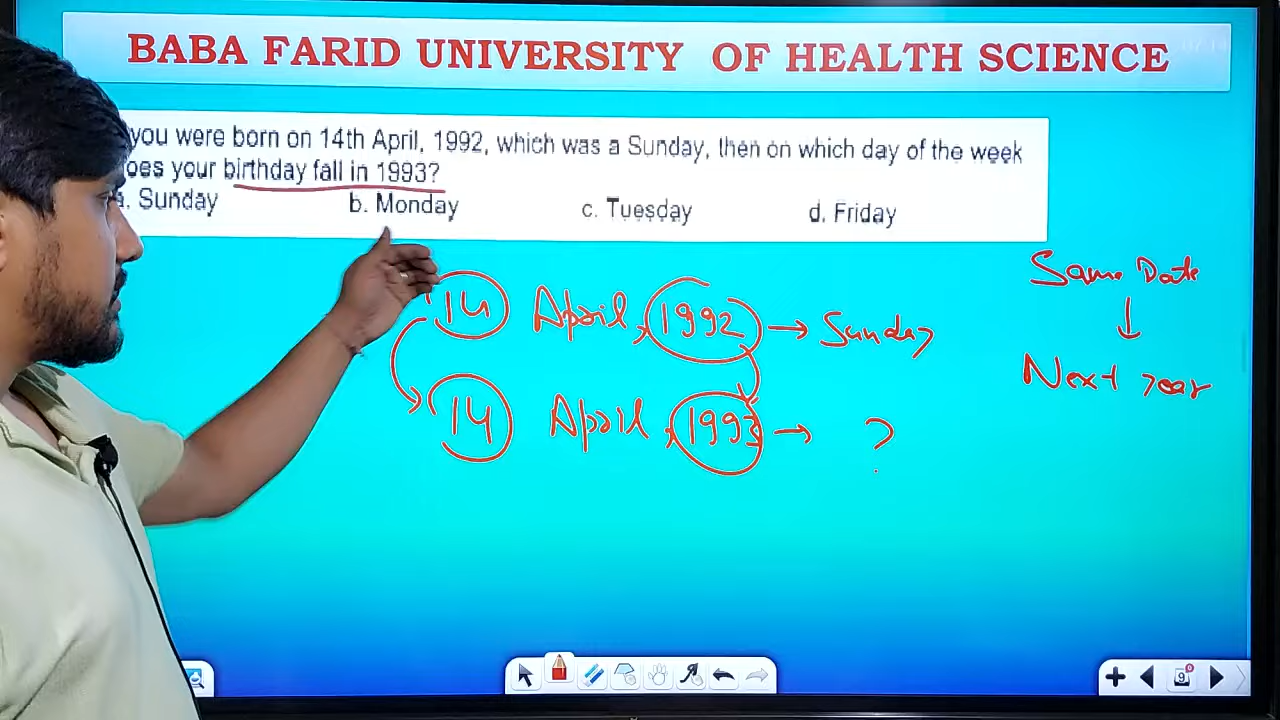 BABA FARID UNIVERSITY OF HEALTH SCIENCE
you were born on 14th April, 1992, which was a Sunday, then on which day of the week
oes your birthday fall in 1993?
a. Sunday b. Monday c. Tuesday d. Friday
14 April, 1992 → Sunday
14 April, 1993 → ?
Same Date
↓
Next year
9